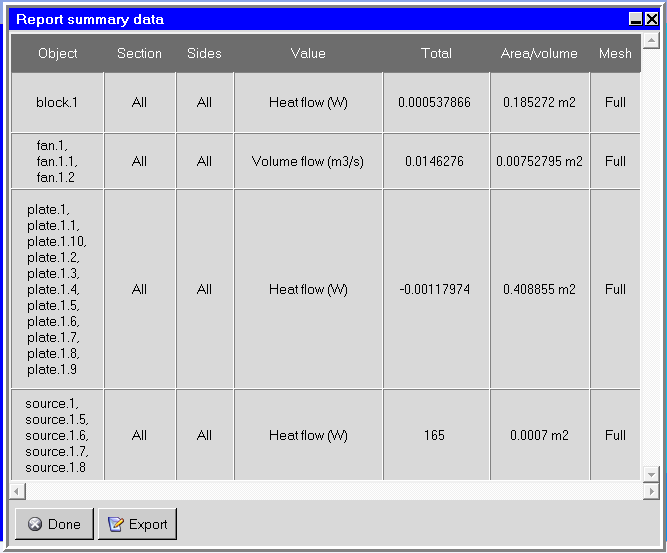 Report summary data
Object Section Sides Value Total Area/volume Mesh
block.1 All All Heat flow (W) 0.000537866 0.185272 m2 Full
fan.1,
fan.1.1,
fan.1.2
All All Volume flow (m3/s) 0.0146276 0.00752795 m2 Full
plate.1,
plate.1.1,
plate.1.10,
plate.1.2,
plate.1.3,
plate.1.4,
plate.1.5,
plate.1.6,
plate.1.7,
plate.1.8,
plate.1.9
All All Heat flow (W) -0.00117974 0.408855 m2 Full
source.1,
source.1.5,
source.1.6,
source.1.7,
source.1.8
All All Heat flow (W) 165 0.0007 m2 Full
Done Export